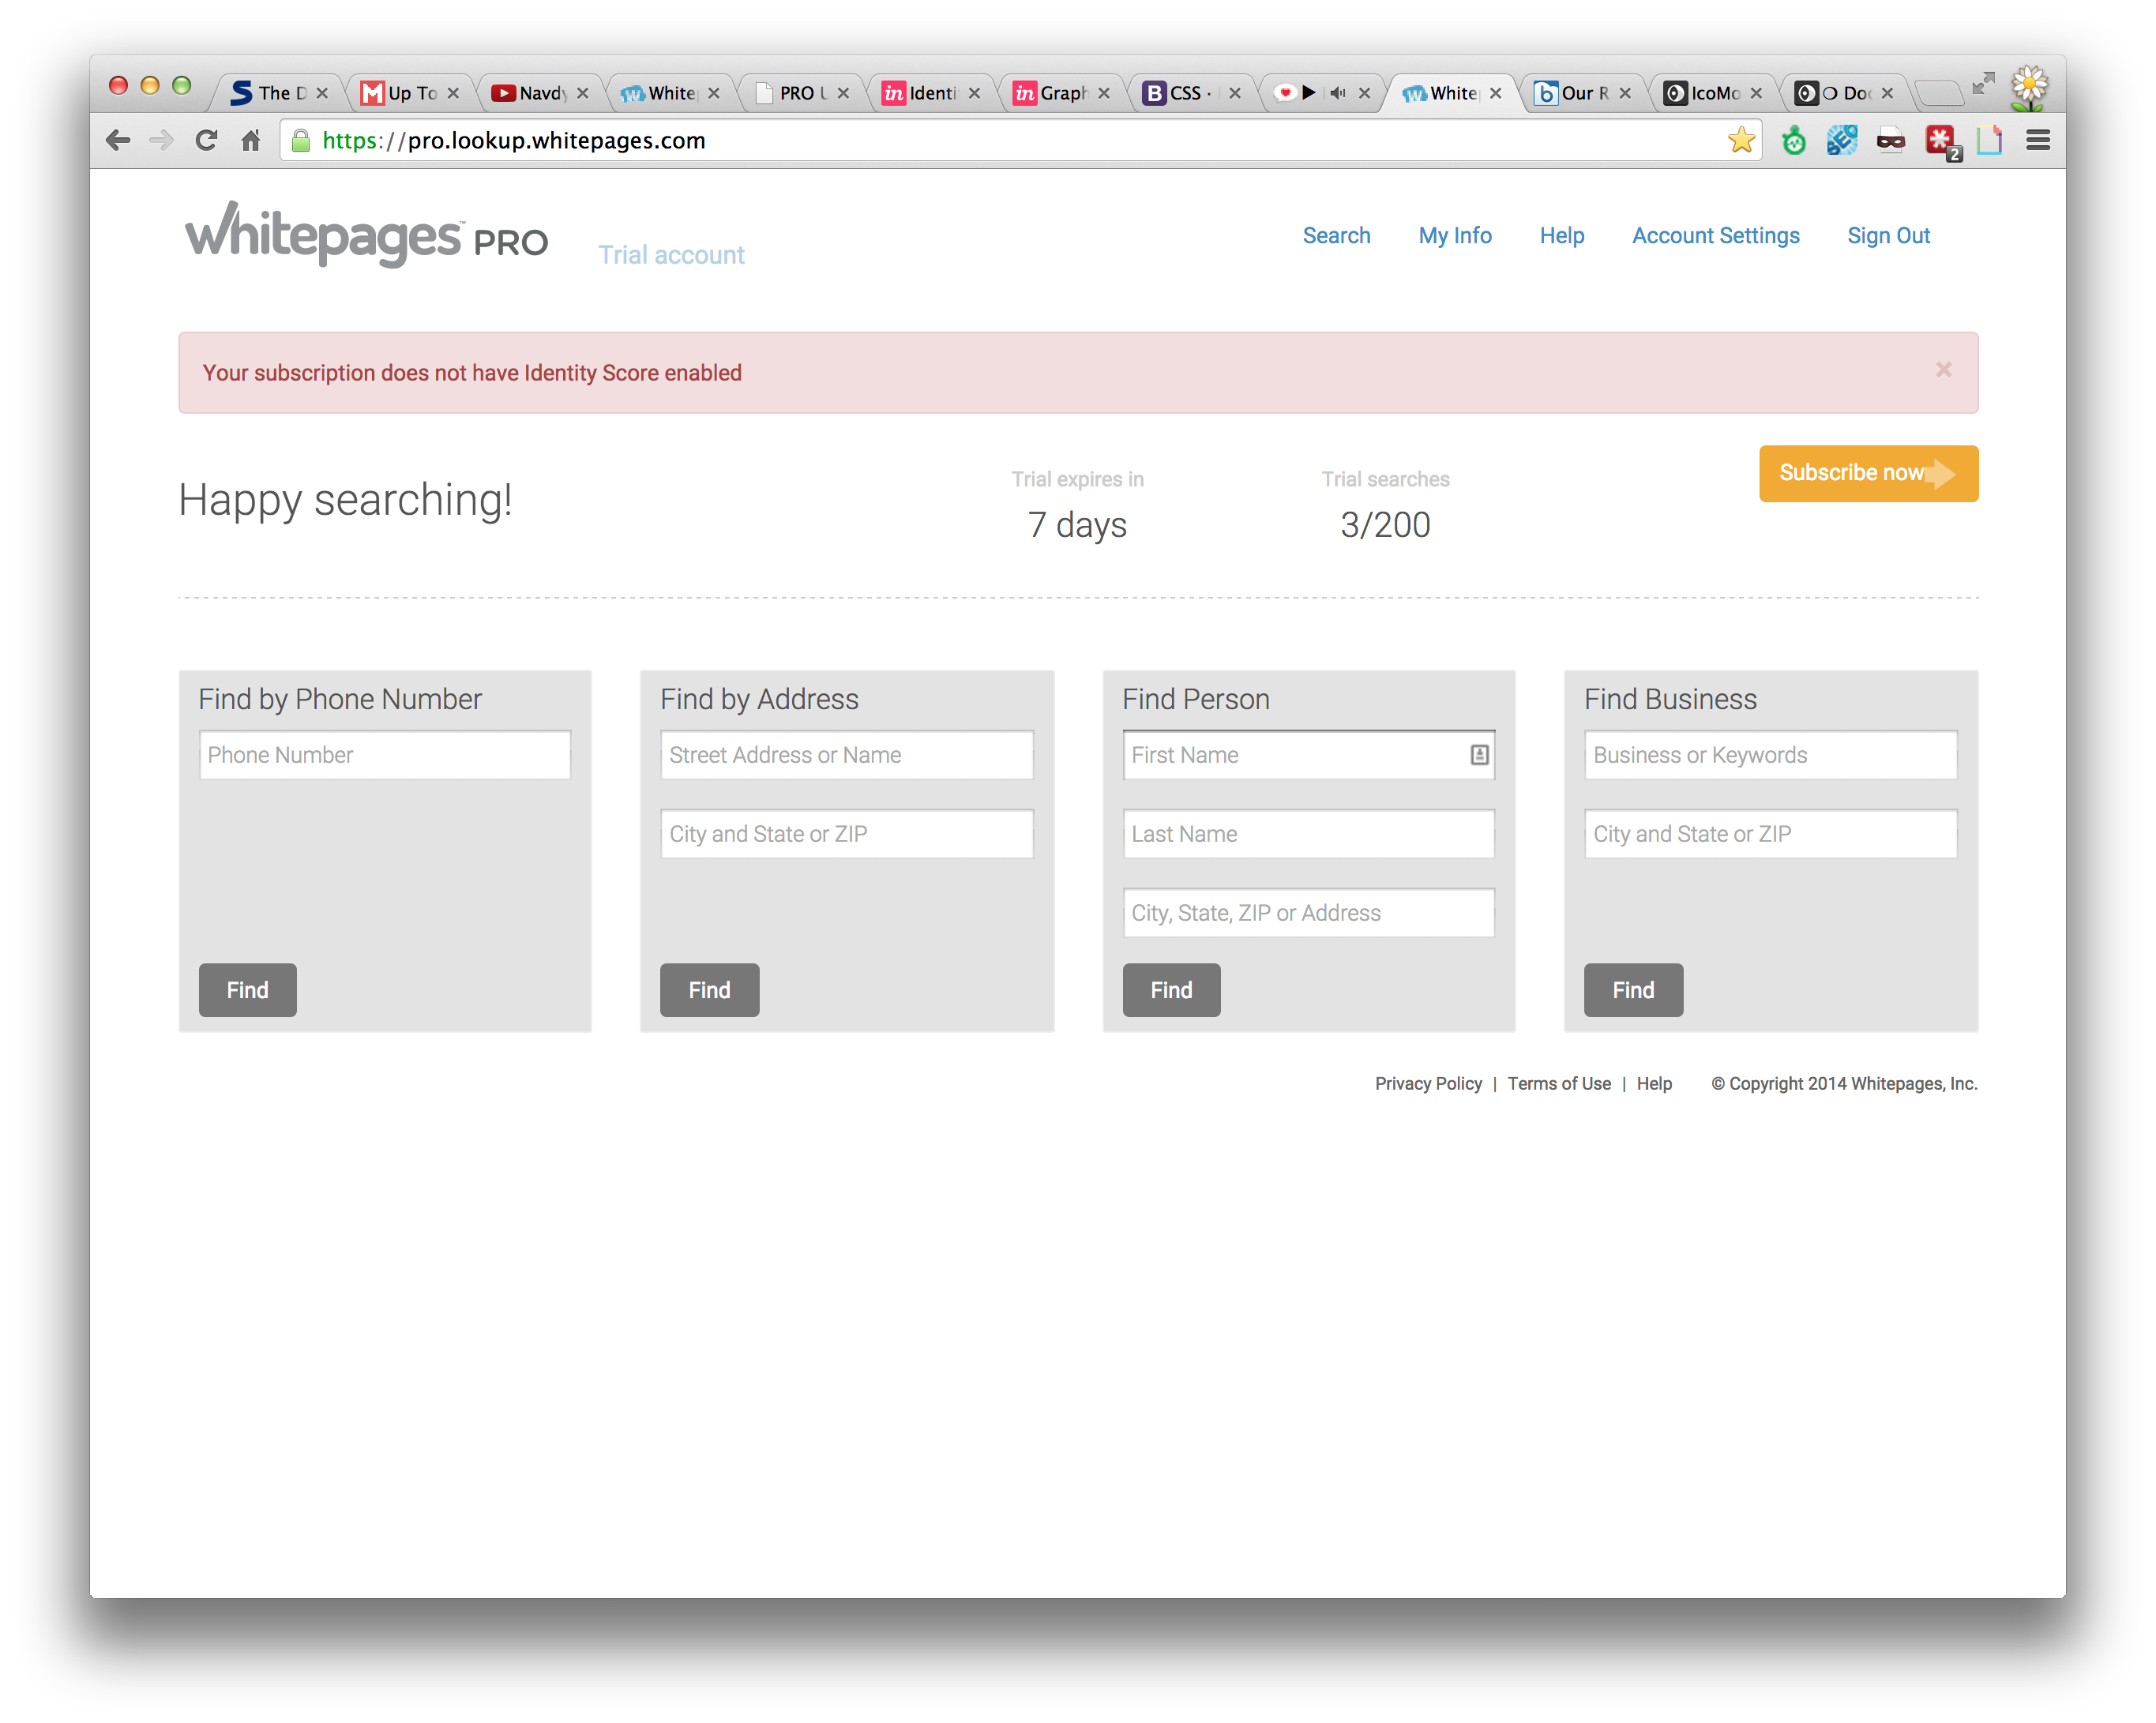 The D
Up To
Navdy
White
PRO U
Identi
Graph
CSS ·
White
Our R
IcoMo
Doc
https://pro.lookup.whitepages.com
2
whitepages™ PRO
Trial account
Search
My Info
Help
Account Settings
Sign Out
Your subscription does not have Identity Score enabled
×
Happy searching!
Trial expires in
7 days
Trial searches
3/200
Subscribe now
Find by Phone Number
Phone Number
Find
Find by Address
Street Address or Name
City and State or ZIP
Find
Find Person
First Name
Last Name
City, State, ZIP or Address
Find
Find Business
Business or Keywords
City and State or ZIP
Find
Privacy Policy | Terms of Use | Help © Copyright 2014 Whitepages, Inc.